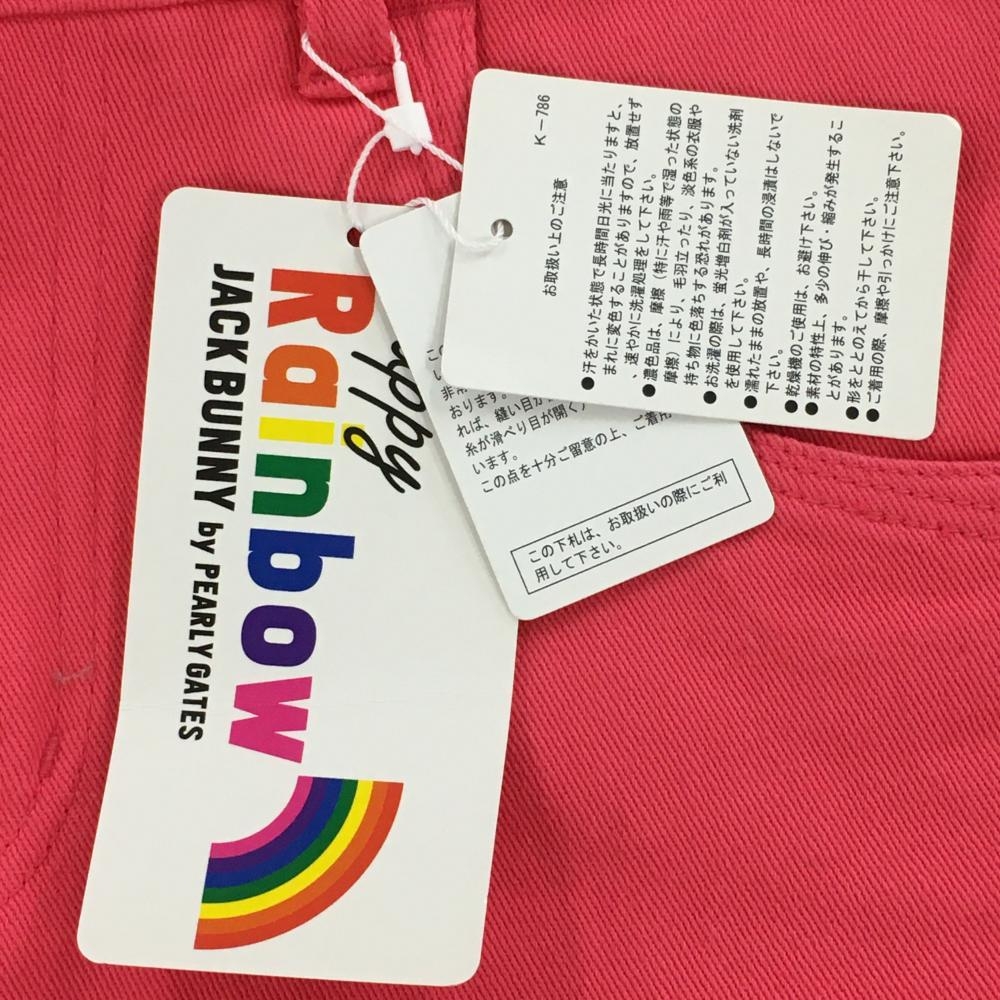 Rainbow
JACK BUNNY by PEARLY GATES
K-786
お取扱い上のご注意
●汗をかいた状態で長時間日光に当たりますと、
まれに変色することがありますので、放置せず
、速やかに洗濯処理をして下さい。
●濃色品は、摩擦（特に汗や雨等で湿った状態の
摩擦）により、毛羽立ったり、淡色系の衣服や
持ち物に色落ちする恐れがあります。
●お洗濯の際は、蛍光増白剤が入っていない洗剤
を使用して下さい。
●濡れたままの放置や、長時間の浸漬はしないで
下さい。
●乾燥機のご使用は、お避け下さい。
●素材の特性上、多少の伸び・縮みが発生するこ
とがあります。
●形をととのえてから干して下さい。
●ご着用の際、摩擦や引っかけにご注意下さい。
こ
い
非常
おります。
れば、縫い目が
糸が滑べり目が開く
います。
この点を十分ご留意の上、ご着用
この下札は、お取扱いの際にご利
用して下さい。